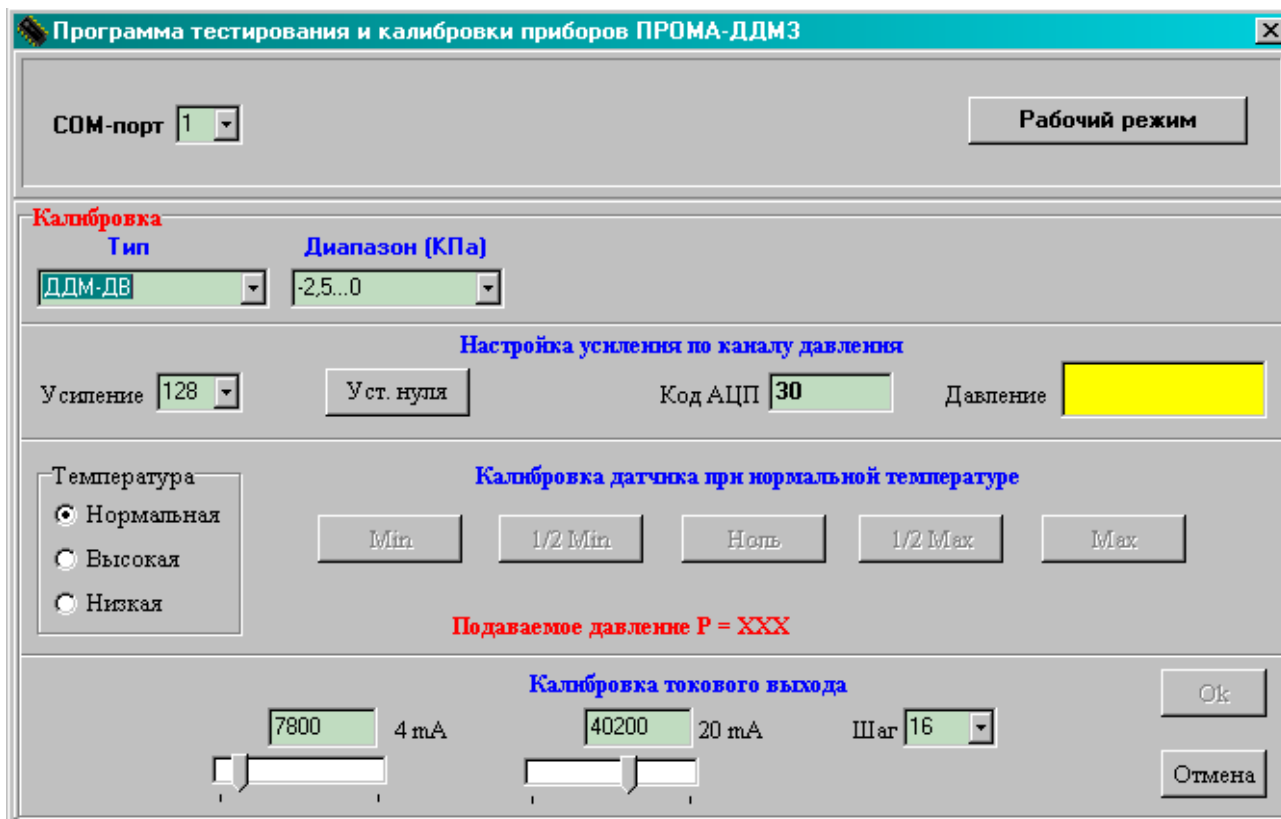 Программа тестирования и калибровки приборов ПРОМА-ДДМ3
COM-порт 1 Рабочий режим
Калибровка
Тип Диапазон (КПа)
ДДМ-ДВ -2,5...0
Настройка усиления по каналу давления
Усиление 128 Уст. нуля Код АЦП 30 Давление
Температура Калибровка датчика при нормальной температуре
Нормальная
Min 1/2 Min Ноль 1/2 Max Max
Высокая
Низкая
Подаваемое давление P = XXX
Калибровка токового выхода
Ok
7800 4 mA 40200 20 mA Шаг 16
Отмена